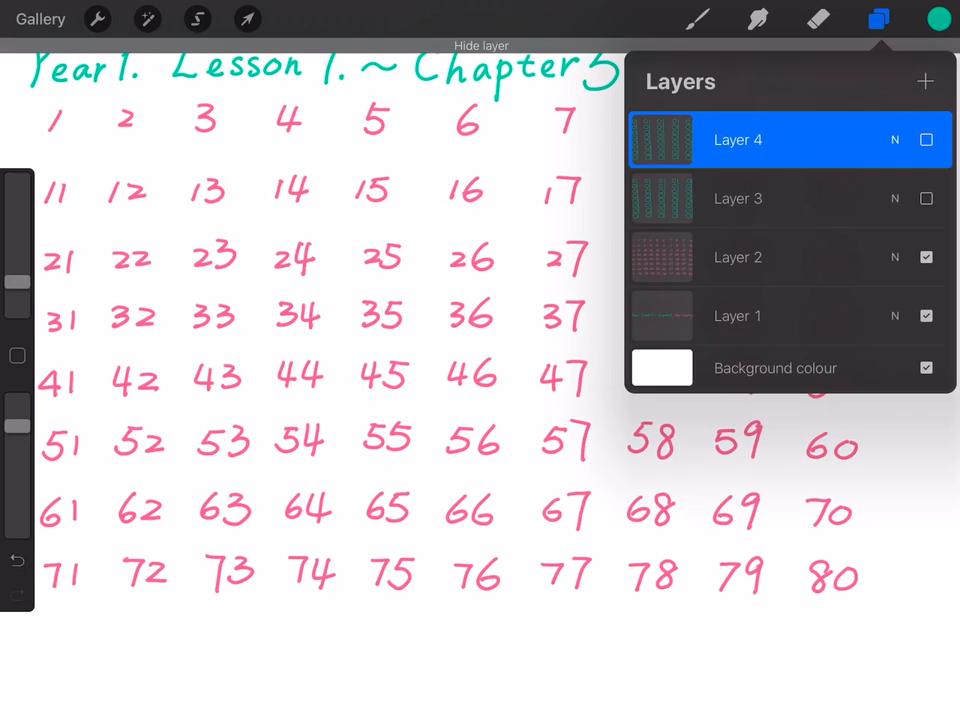 Gallery
Hide layer
Year 1. Lesson 1. ~ Chapter 5
1 2 3 4 5 6 7
11 12 13 14 15 16 17
21 22 23 24 25 26 27
31 32 33 34 35 36 37
41 42 43 44 45 46 47
51 52 53 54 55 56 57 58 59 60
61 62 63 64 65 66 67 68 69 70
71 72 73 74 75 76 77 78 79 80
Layers
Layer 4 N
Layer 3 N
Layer 2 N
Layer 1 N
Background colour